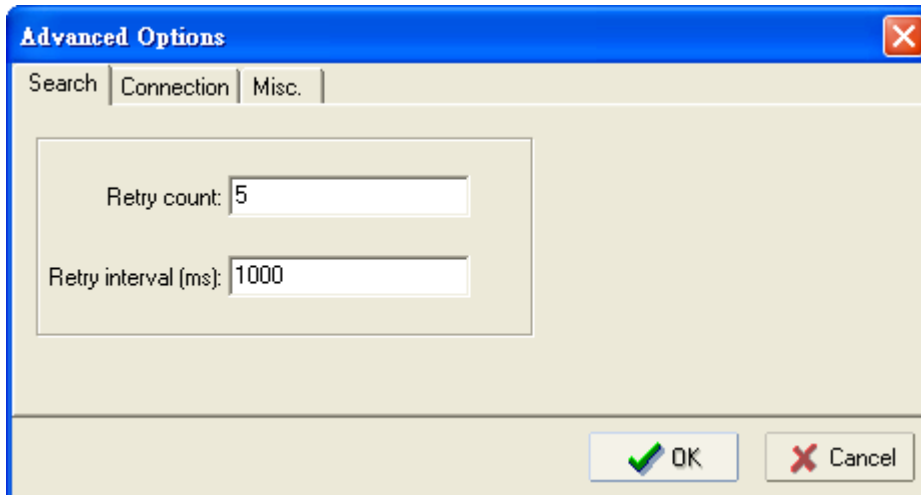 Advanced Options
Search Connection Misc.
Retry count: 5
Retry interval (ms): 1000
OK Cancel